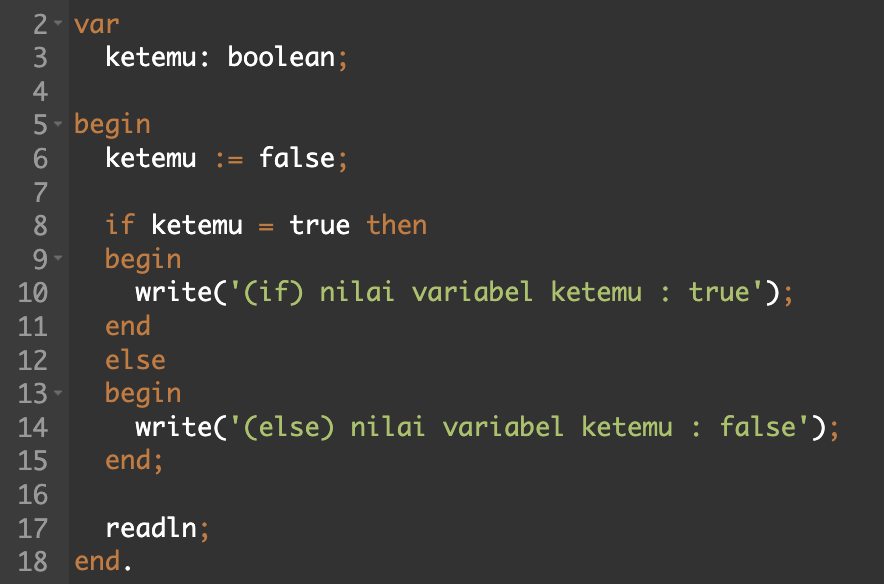 2 var
3   ketemu: boolean;
4
5 begin
6   ketemu := false;
7
8   if ketemu = true then
9   begin
10     write('(if) nilai variabel ketemu : true');
11   end
12   else
13   begin
14     write('(else) nilai variabel ketemu : false');
15   end;
16
17   readln;
18 end.